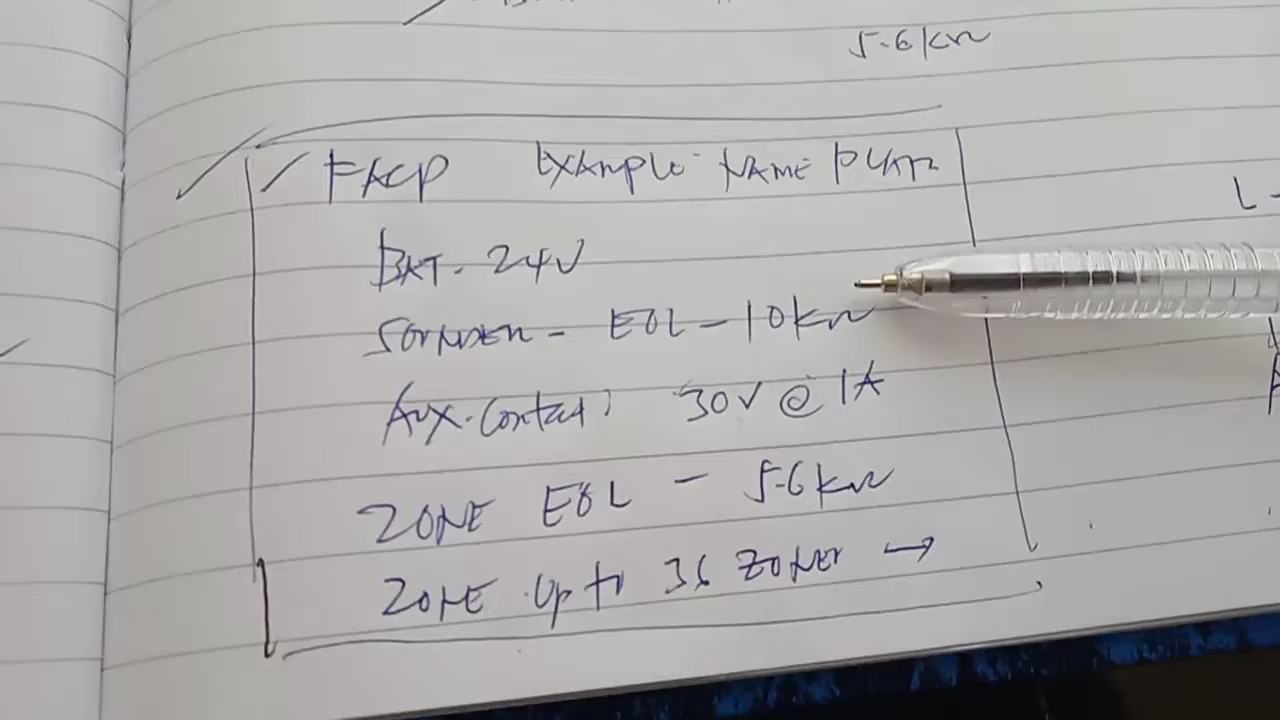 5.6kΩ
FACP EXAMPLE NAME PLATE
BAT. 24V
SOUNDER - EOL - 10kΩ
AUX. Contact 30V @ 1A
ZONE EOL - 5.6kΩ
ZONE up to 36 ZONES →
L -